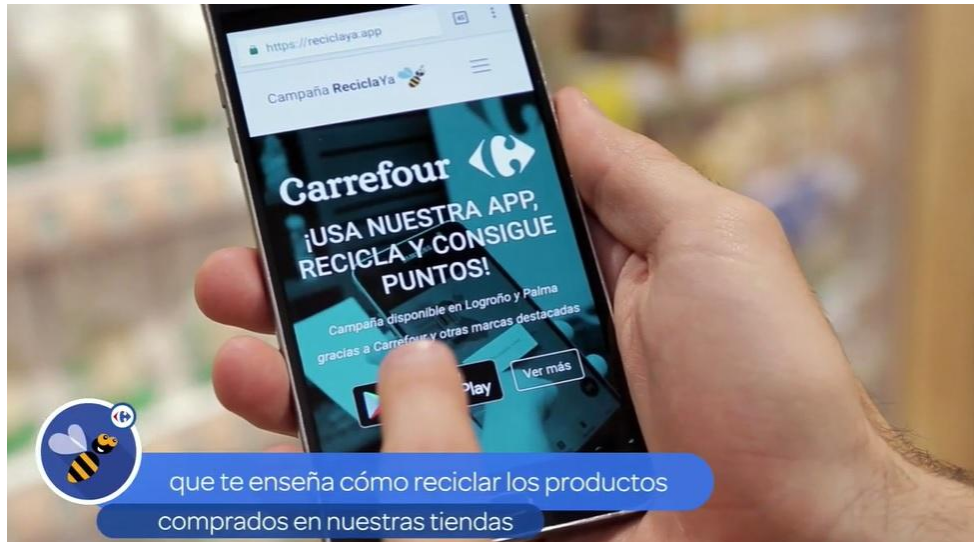 https://reciclaya.app
Campaña ReciclaYa
Carrefour
¡USA NUESTRA APP,
RECICLA Y CONSIGUE
PUNTOS!
Campaña disponible en Logroño y Palma
gracias a Carrefour y otras marcas destacadas
Play
Ver más
que te enseña cómo reciclar los productos
comprados en nuestras tiendas